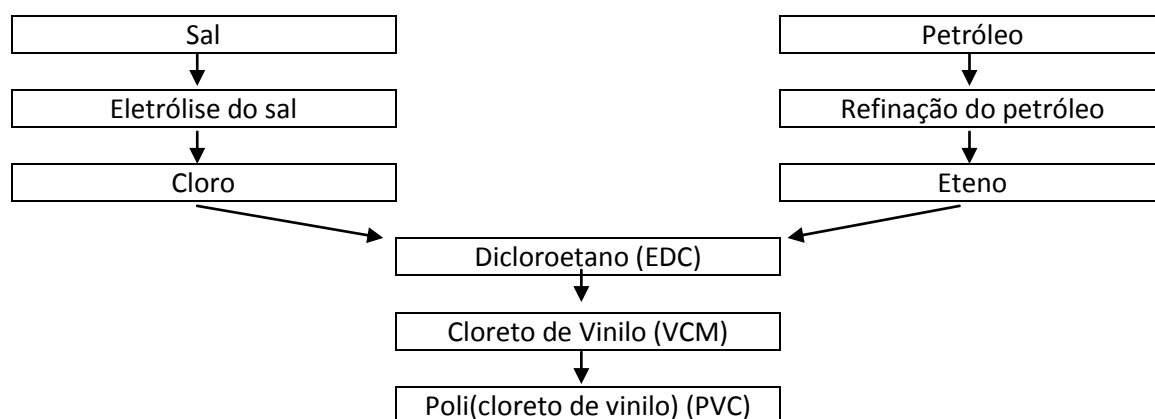 Sal
Petróleo
Eletrólise do sal
Refinação do petróleo
Cloro
Eteno
Dicloroetano (EDC)
Cloreto de Vinilo (VCM)
Poli(cloreto de vinilo) (PVC)